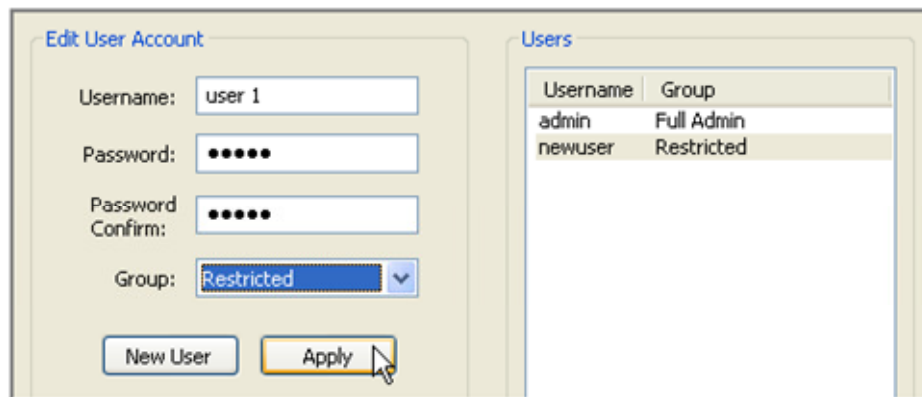 Edit User Account
Username: user 1
Password: •••••
Password
Confirm: •••••
Group: Restricted
New User Apply
Users
Username Group
admin Full Admin
newuser Restricted